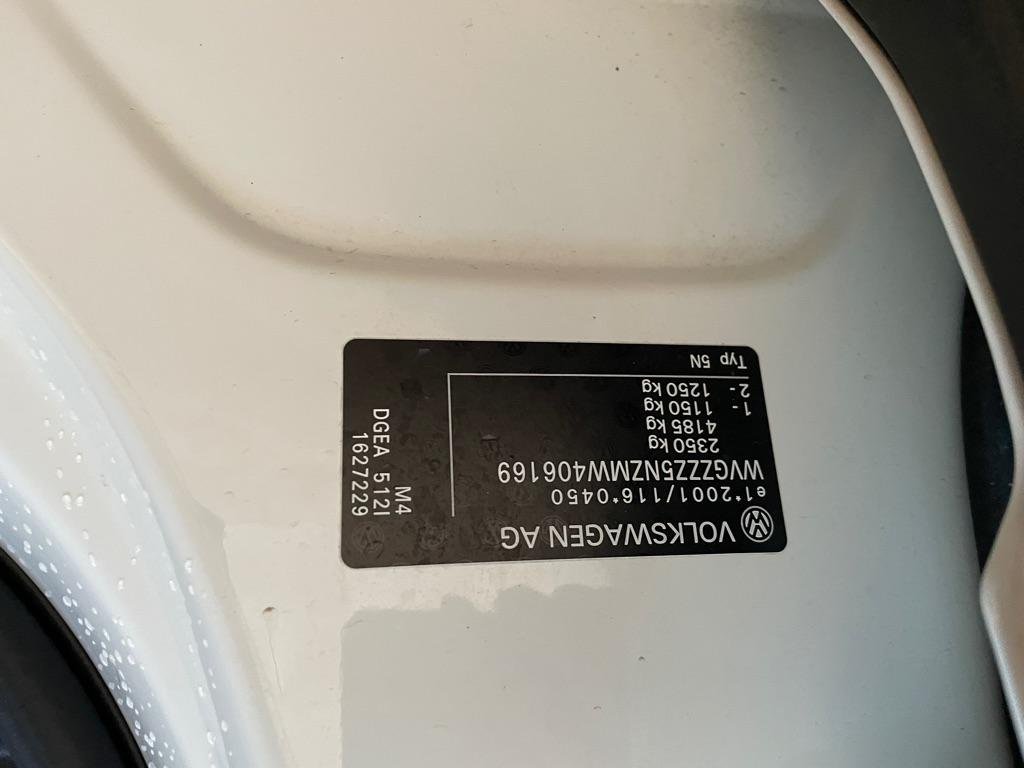 VOLKSWAGEN AG
e1*2001/116*0450
WVGZZZ5NZMW406169
2350 kg
4185 kg
1- 1150 kg
2- 1250 kg
Typ 5N
M4
DGEA 512I
1627229